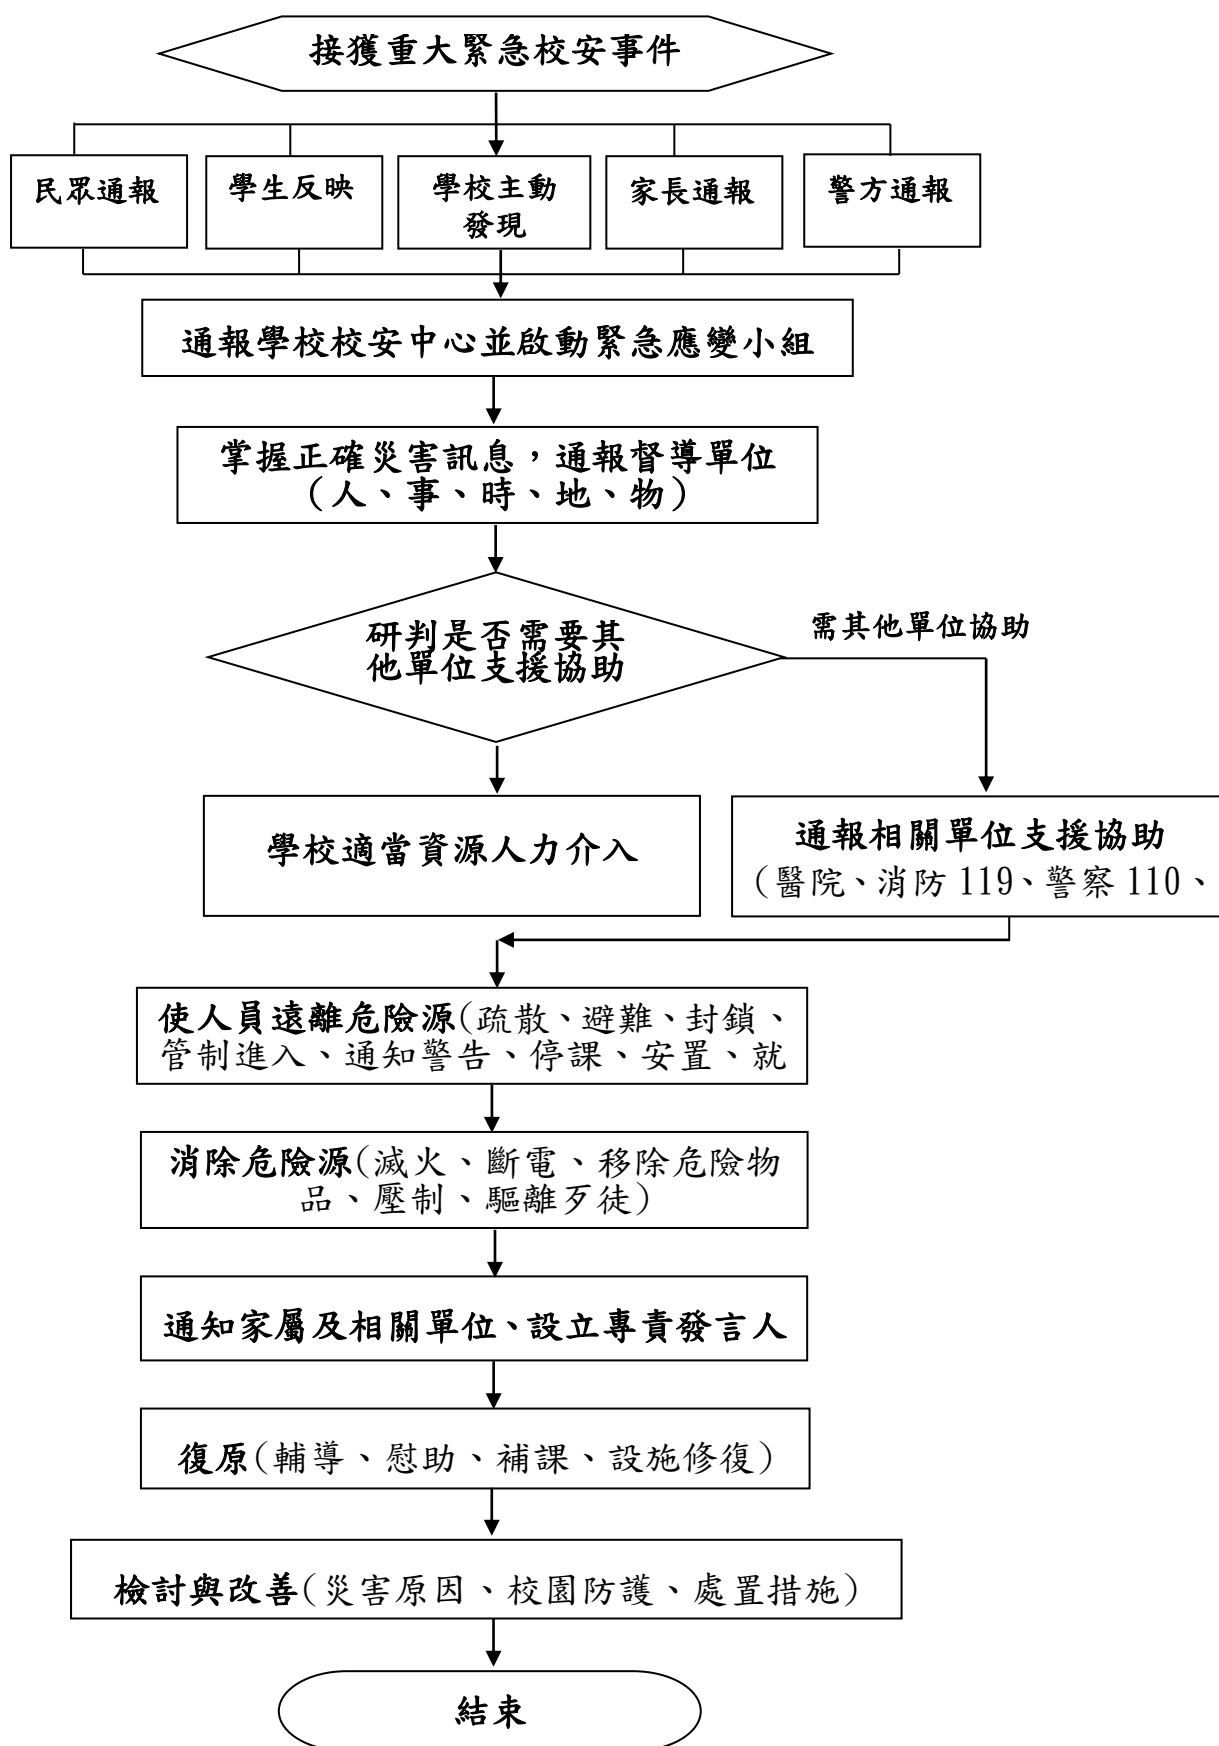 接獲重大緊急校安事件
民眾通報
學生反映
學校主動
發現
家長通報
警方通報
通報學校校安中心並啟動緊急應變小組
掌握正確災害訊息，通報督導單位
（人、事、時、地、物）
研判是否需要其
他單位支援協助
需其他單位協助
學校適當資源人力介入
通報相關單位支援協助
（醫院、消防 119、警察 110、
使人員遠離危險源(疏散、避難、封鎖、
管制進入、通知警告、停課、安置、就
消除危險源(滅火、斷電、移除危險物
品、壓制、驅離歹徒)
通知家屬及相關單位、設立專責發言人
復原(輔導、慰助、補課、設施修復)
檢討與改善(災害原因、校園防護、處置措施)
結束